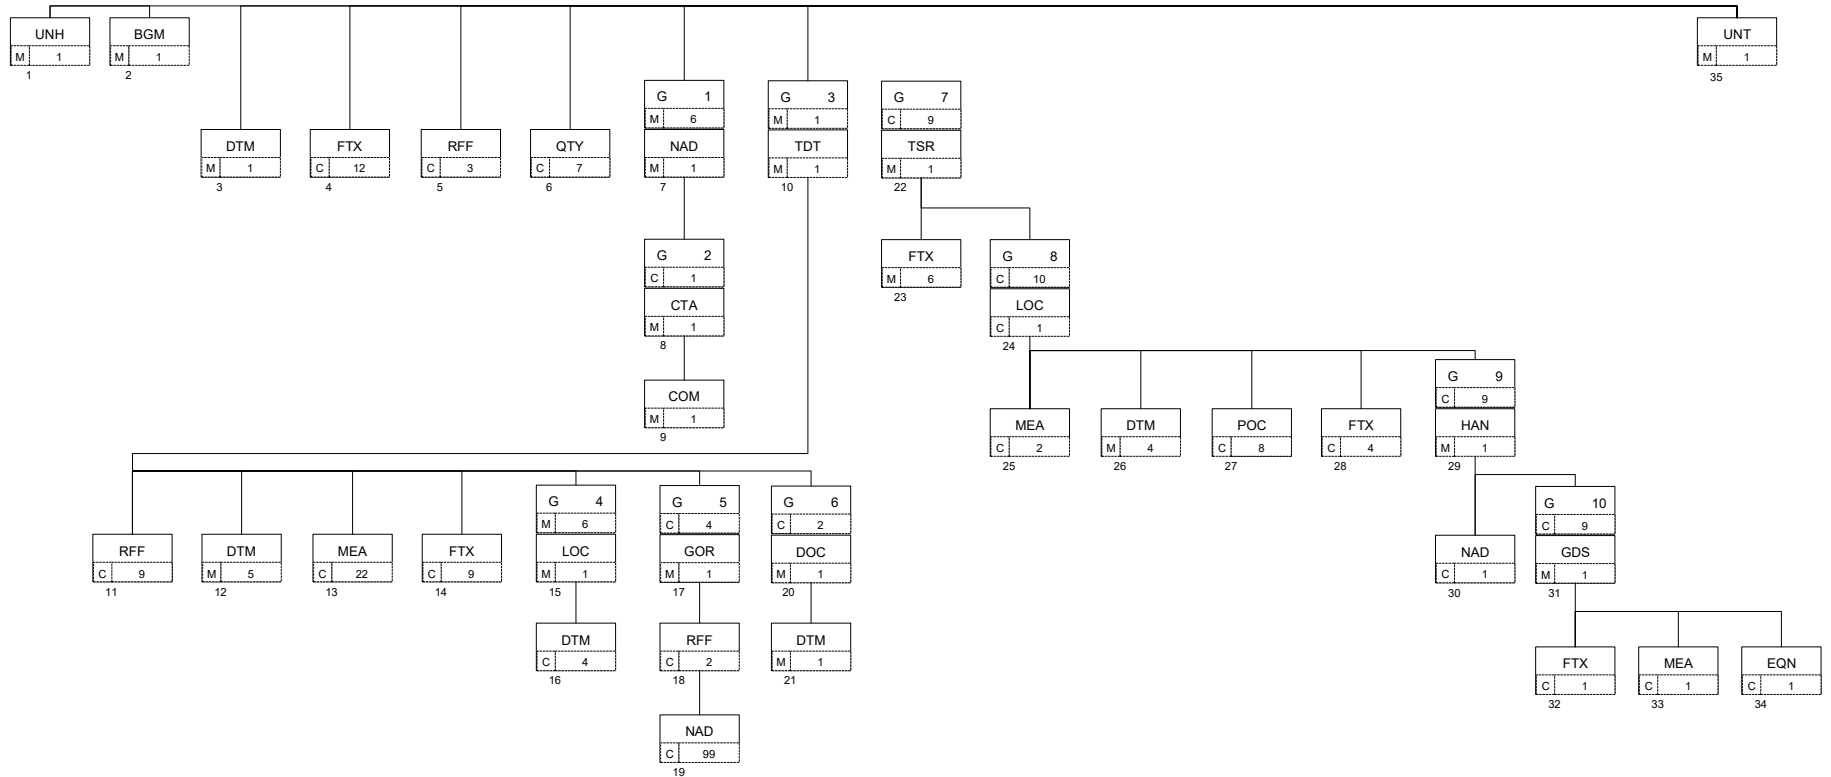 UNH
M 1
1
BGM
M 1
2
UNT
M 1
35
DTM
M 1
3
FTX
C 12
4
RFF
C 3
5
QTY
C 7
6
G 1
M 6
NAD
M 1
7
G 2
C 1
CTA
M 1
8
COM
M 1
9
G 3
M 1
TDT
M 1
10
RFF
C 9
11
DTM
M 5
12
MEA
C 22
13
FTX
C 9
14
G 4
M 6
LOC
M 1
15
DTM
C 4
16
G 5
C 4
GOR
M 1
17
RFF
C 2
18
NAD
C 99
19
G 6
C 2
DOC
M 1
20
DTM
M 1
21
G 7
C 9
TSR
M 1
22
FTX
M 6
23
G 8
C 10
LOC
C 1
24
MEA
C 2
25
DTM
M 4
26
POC
C 8
27
FTX
C 4
28
G 9
C 9
HAN
M 1
29
NAD
C 1
30
G 10
C 9
GDS
M 1
31
FTX
C 1
32
MEA
C 1
33
EQN
C 1
34